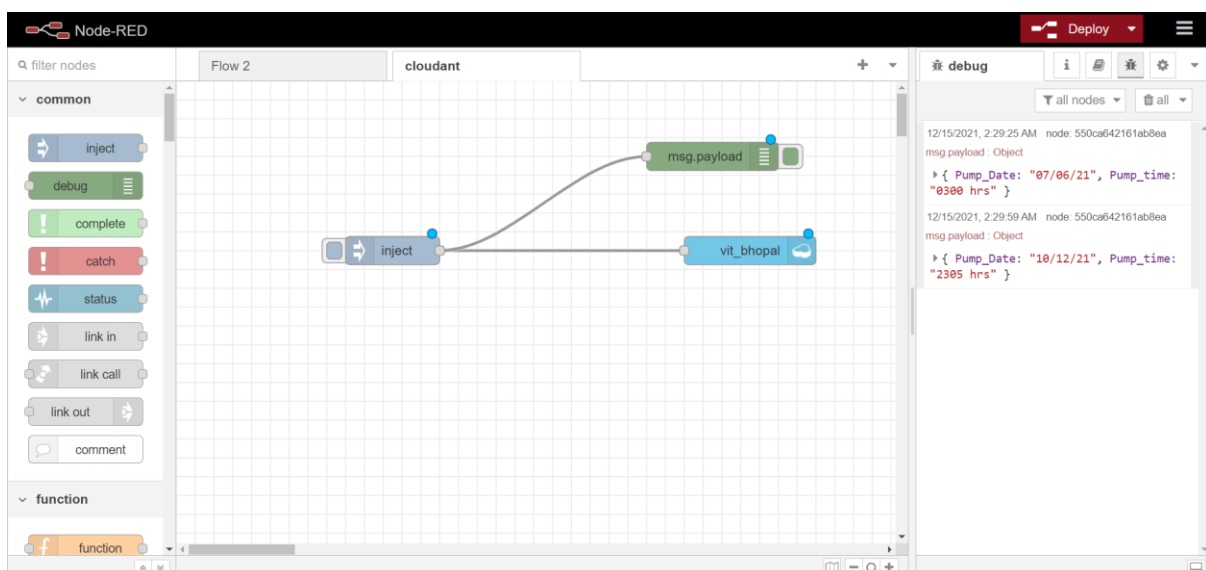 Node-RED
Deploy
filter nodes
Flow 2
cloudant
debug
i
common
all nodes
all
inject
debug
complete
catch
status
link in
link call
link out
comment
function
function
msg.payload
inject
vit_bhopal
12/15/2021, 2:29:25 AM node: 550ca642161ab8ea
msg.payload : Object
{ Pump_Date: "07/06/21", Pump_time:
"0300 hrs" }
12/15/2021, 2:29:59 AM node: 550ca642161ab8ea
msg.payload : Object
{ Pump_Date: "10/12/21", Pump_time:
"2305 hrs" }